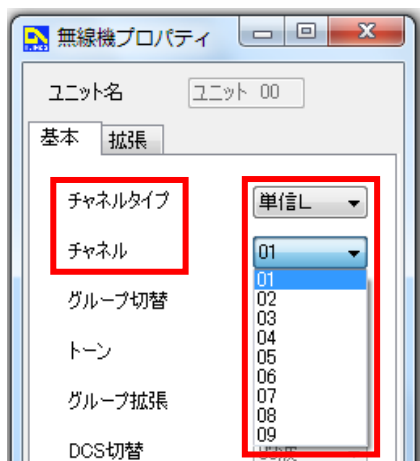 無線機プロパティ
ユニット名 ユニット 00
基本 拡張
チャネルタイプ 単信L
チャネル 01
01
グループ切替 02
03
トーン 04
05
06
グループ拡張 07
08
DCS切替 09